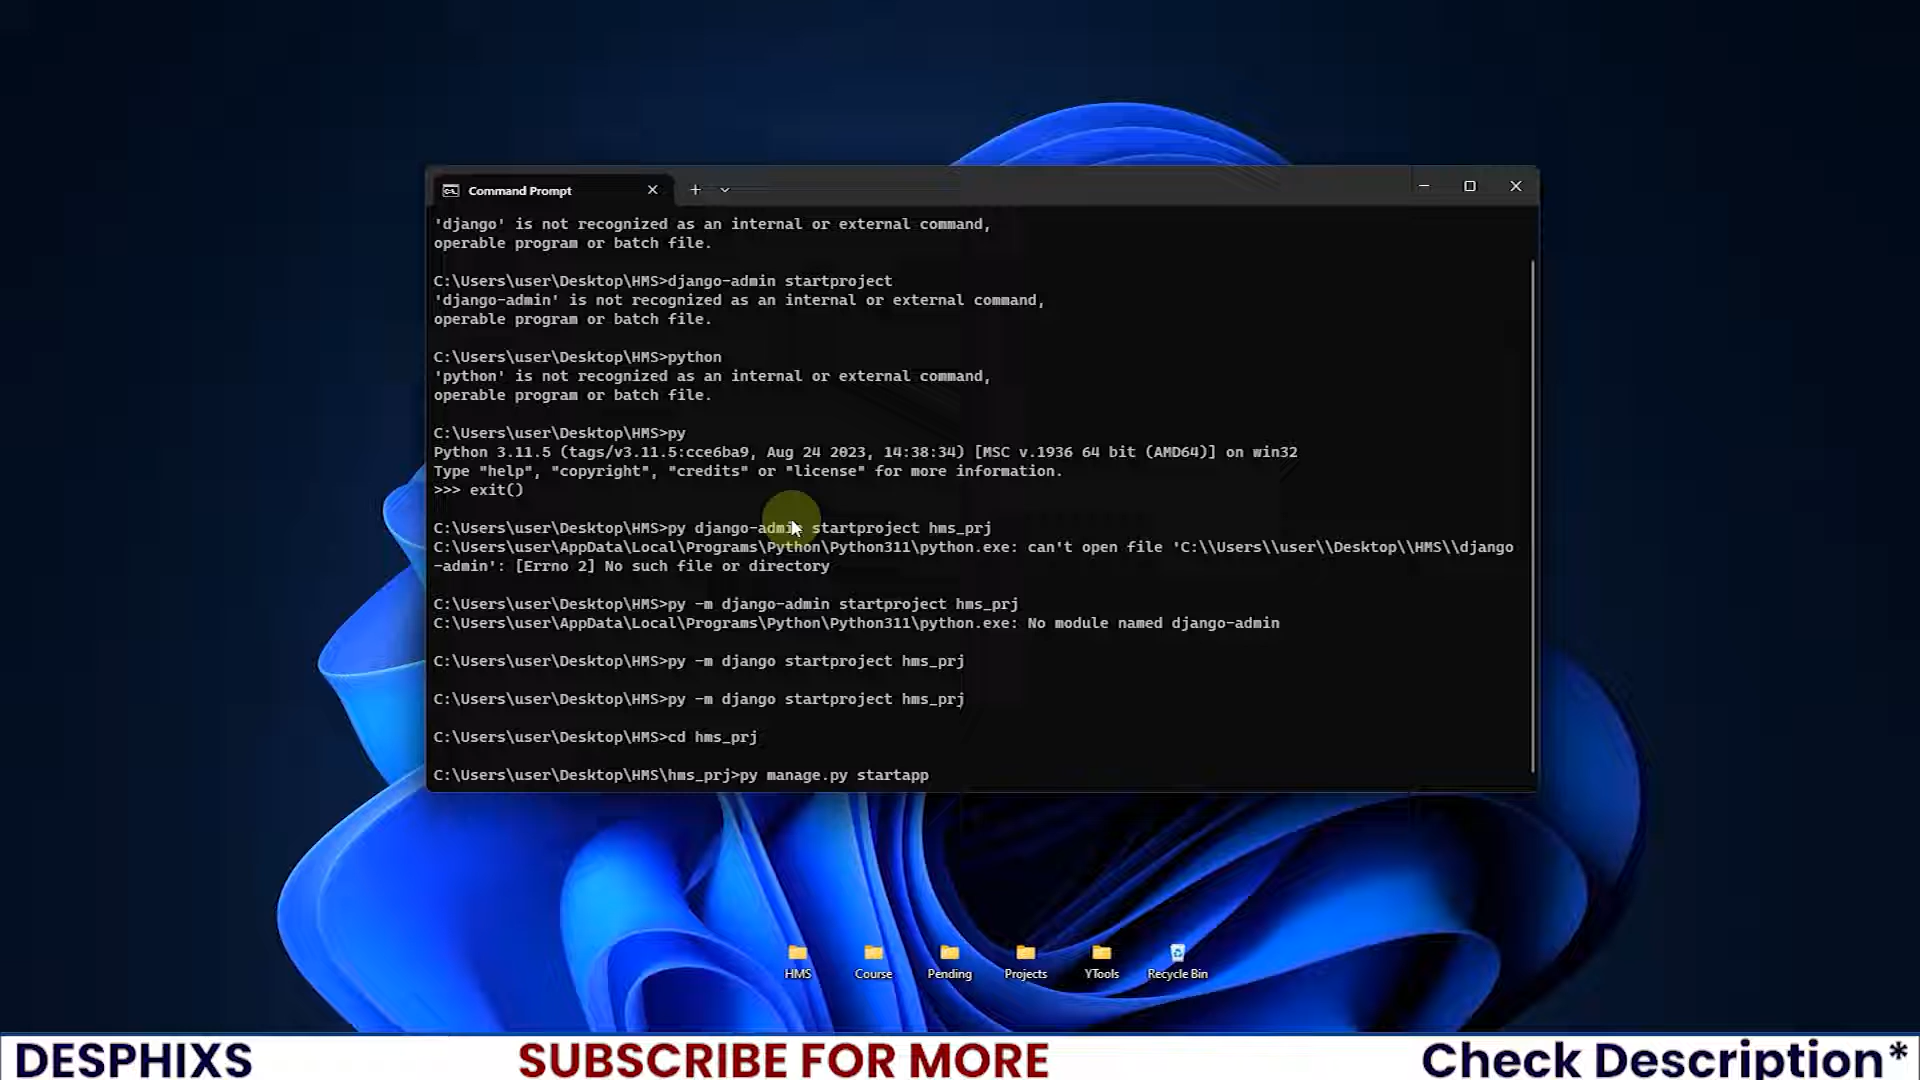 Command Prompt
'django' is not recognized as an internal or external command,
operable program or batch file.
C:\Users\user\Desktop\HMS>django-admin startproject
'django-admin' is not recognized as an internal or external command,
operable program or batch file.
C:\Users\user\Desktop\HMS>python
'python' is not recognized as an internal or external command,
operable program or batch file.
C:\Users\user\Desktop\HMS>py
Python 3.11.5 (tags/v3.11.5:cce6ba9, Aug 24 2023, 14:38:34) [MSC v.1936 64 bit (AMD64)] on win32
Type "help", "copyright", "credits" or "license" for more information.
>>> exit()
C:\Users\user\Desktop\HMS>py django-admin startproject hms_prj
C:\Users\user\AppData\Local\Programs\Python\Python311\python.exe: can't open file 'C:\\Users\\user\\Desktop\\HMS\\django
-admin': [Errno 2] No such file or directory
C:\Users\user\Desktop\HMS>py -m django-admin startproject hms_prj
C:\Users\user\AppData\Local\Programs\Python\Python311\python.exe: No module named django-admin
C:\Users\user\Desktop\HMS>py -m django startproject hms_prj
C:\Users\user\Desktop\HMS>py -m django startproject hms_prj
C:\Users\user\Desktop\HMS>cd hms_prj
C:\Users\user\Desktop\HMS\hms_prj>py manage.py startapp
HMS
Course
Pending
Projects
YTools
Recycle Bin
DESPHIXS
SUBSCRIBE FOR MORE
Check Description*